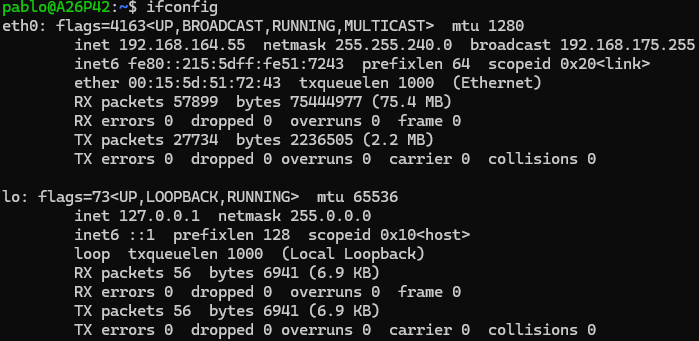 pablo@A26P42:~$ ifconfig
eth0: flags=4163<UP,BROADCAST,RUNNING,MULTICAST>  mtu 1280
        inet 192.168.164.55  netmask 255.255.240.0  broadcast 192.168.175.255
        inet6 fe80::215:5dff:fe51:7243  prefixlen 64  scopeid 0x20<link>
        ether 00:15:5d:51:72:43  txqueuelen 1000  (Ethernet)
        RX packets 57899  bytes 75444977 (75.4 MB)
        RX errors 0  dropped 0  overruns 0  frame 0
        TX packets 27734  bytes 2236505 (2.2 MB)
        TX errors 0  dropped 0 overruns 0  carrier 0  collisions 0

lo: flags=73<UP,LOOPBACK,RUNNING>  mtu 65536
        inet 127.0.0.1  netmask 255.0.0.0
        inet6 ::1  prefixlen 128  scopeid 0x10<host>
        loop  txqueuelen 1000  (Local Loopback)
        RX packets 56  bytes 6941 (6.9 KB)
        RX errors 0  dropped 0  overruns 0  frame 0
        TX packets 56  bytes 6941 (6.9 KB)
        TX errors 0  dropped 0 overruns 0  carrier 0  collisions 0